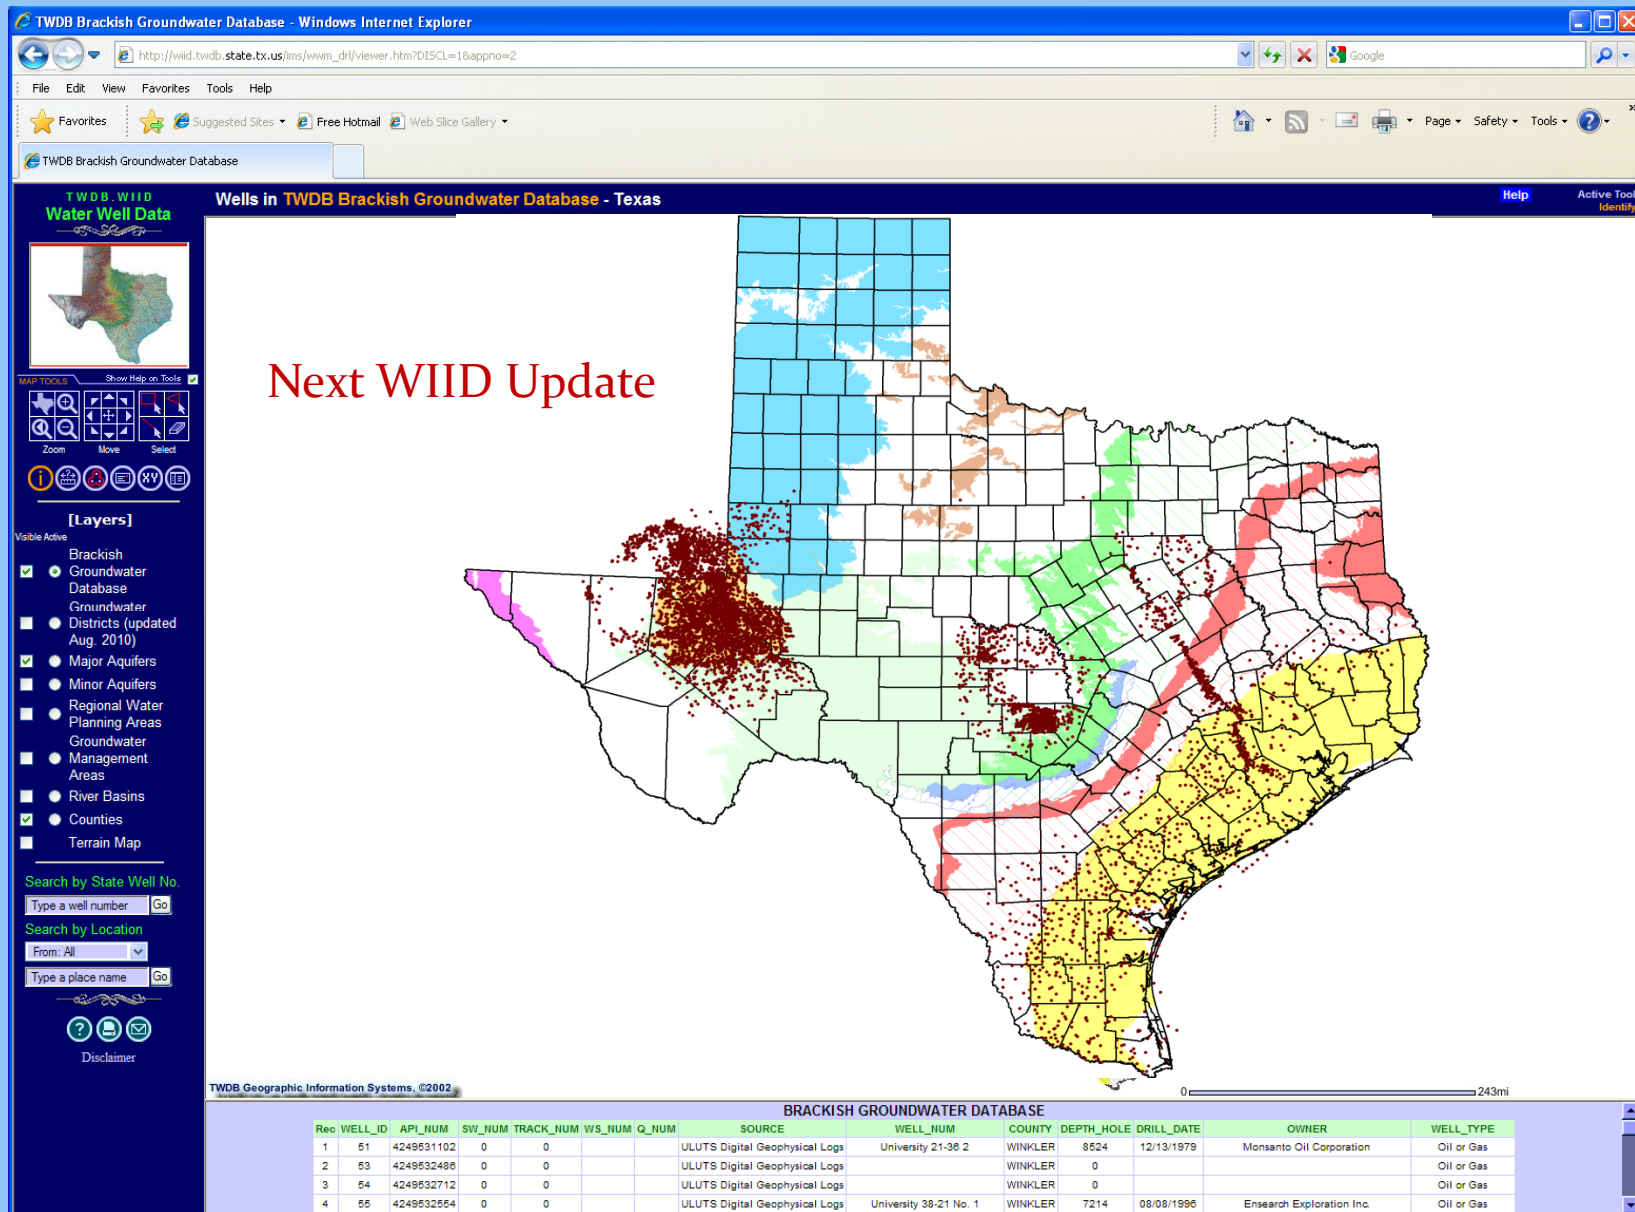 TWDB Brackish Groundwater Database - Windows Internet Explorer
http://wiid.twdb.state.tx.us/ims/wwm_drl/viewer.htm?DISCL=1&appno=2
Google
File Edit View Favorites Tools Help
Favorites Suggested Sites Free Hotmail Web Slice Gallery
Page Safety Tools
TWDB Brackish Groundwater Database
TWDB.WIID
Water Well Data
Wells in TWDB Brackish Groundwater Database - Texas
Help
Active Tool
Identify
Next WIID Update
MAP TOOLS Show Help on Tools
Zoom Move Select
XY
[Layers]
Visible Active
Brackish
Groundwater
Database
Groundwater
Districts (updated
Aug. 2010)
Major Aquifers
Minor Aquifers
Regional Water
Planning Areas
Groundwater
Management
Areas
River Basins
Counties
Terrain Map
Search by State Well No.
Type a well number Go
Search by Location
From: All
Type a place name Go
Disclaimer
TWDB Geographic Information Systems, ©2002
0 243mi
BRACKISH GROUNDWATER DATABASE
Rec WELL_ID API_NUM SW_NUM TRACK_NUM WS_NUM Q_NUM SOURCE WELL_NUM COUNTY DEPTH_HOLE DRILL_DATE OWNER WELL_TYPE
1 51 4249531102 0 0 ULUTS Digital Geophysical Logs University 21-36 2 WINKLER 8524 12/13/1979 Monsanto Oil Corporation Oil or Gas
2 53 4249532486 0 0 ULUTS Digital Geophysical Logs WINKLER 0 Oil or Gas
3 54 4249532712 0 0 ULUTS Digital Geophysical Logs WINKLER 0 Oil or Gas
4 55 4249532554 0 0 ULUTS Digital Geophysical Logs University 38-21 No. 1 WINKLER 7214 08/08/1996 Ensearch Exploration Inc. Oil or Gas